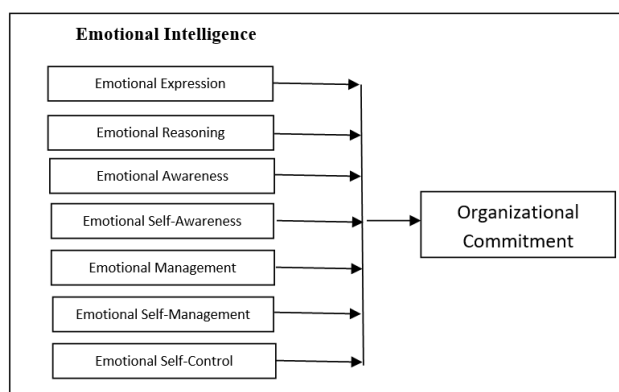 Emotional Intelligence
Emotional Expression
Emotional Reasoning
Emotional Awareness
Emotional Self-Awareness
Emotional Management
Emotional Self-Management
Emotional Self-Control
Organizational
Commitment